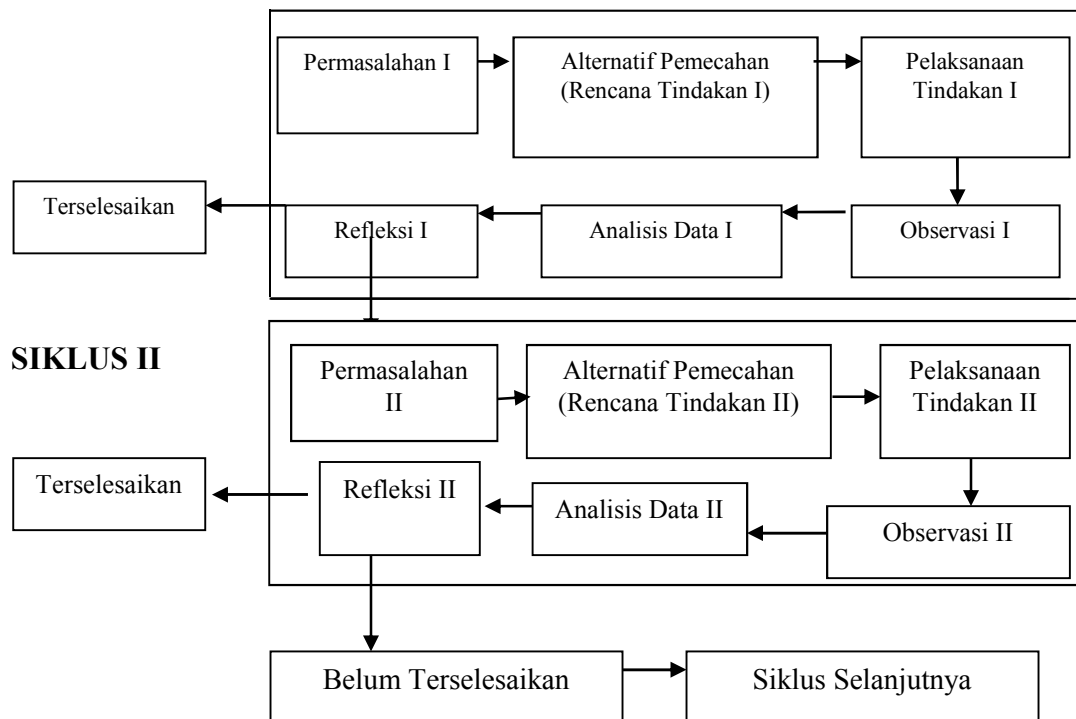 Permasalahan I
Alternatif Pemecahan
(Rencana Tindakan I)
Pelaksanaan
Tindakan I
Terselesaikan
Refleksi I
Analisis Data I
Observasi I
SIKLUS II
Permasalahan
II
Alternatif Pemecahan
(Rencana Tindakan II)
Pelaksanaan
Tindakan II
Terselesaikan
Refleksi II
Analisis Data II
Observasi II
Belum Terselesaikan
Siklus Selanjutnya